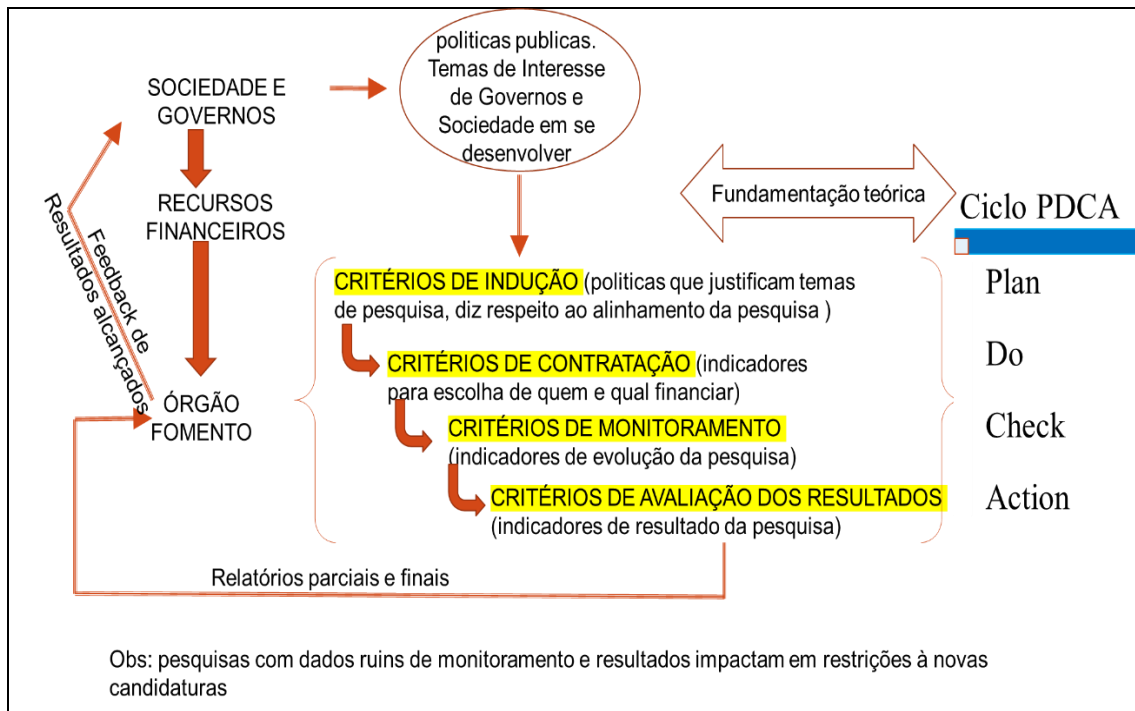 politicas publicas.
Temas de Interesse
de Governos e
Sociedade em se
desenvolver
SOCIEDADE E
GOVERNOS
RECURSOS
FINANCEIROS
Feedback de
Resultados alcançados
ÓRGÃO
FOMENTO
Fundamentação teórica
Ciclo PDCA
CRITÉRIOS DE INDUÇÃO (politicas que justificam temas
de pesquisa, diz respeito ao alinhamento da pesquisa )
CRITÉRIOS DE CONTRATAÇÃO (indicadores
para escolha de quem e qual financiar)
CRITÉRIOS DE MONITORAMENTO
(indicadores de evolução da pesquisa)
CRITÉRIOS DE AVALIAÇÃO DOS RESULTADOS
(indicadores de resultado da pesquisa)
Plan
Do
Check
Action
Relatórios parciais e finais
Obs: pesquisas com dados ruins de monitoramento e resultados impactam em restrições à novas
candidaturas